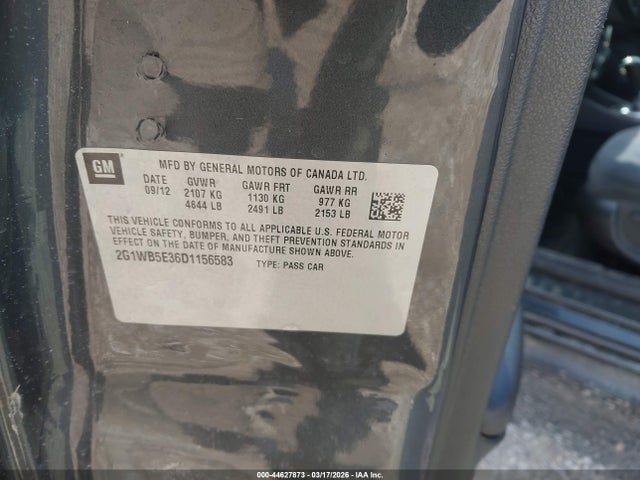 GM
MFD BY GENERAL MOTORS OF CANADA LTD.
DATE GVWR GAWR FRT GAWR RR
09/12 2107 KG 1130 KG 977 KG
4644 LB 2491 LB 2153 LB
THIS VEHICLE CONFORMS TO ALL APPLICABLE U.S. FEDERAL MOTOR
VEHICLE SAFETY, BUMPER, AND THEFT PREVENTION STANDARDS IN
EFFECT ON THE DATE OF MANUFACTURE SHOWN ABOVE.
2G1WB5E36D1156583 TYPE: PASS CAR
000-44627873 - 03/17/2026 - Copyright IAA, Inc.